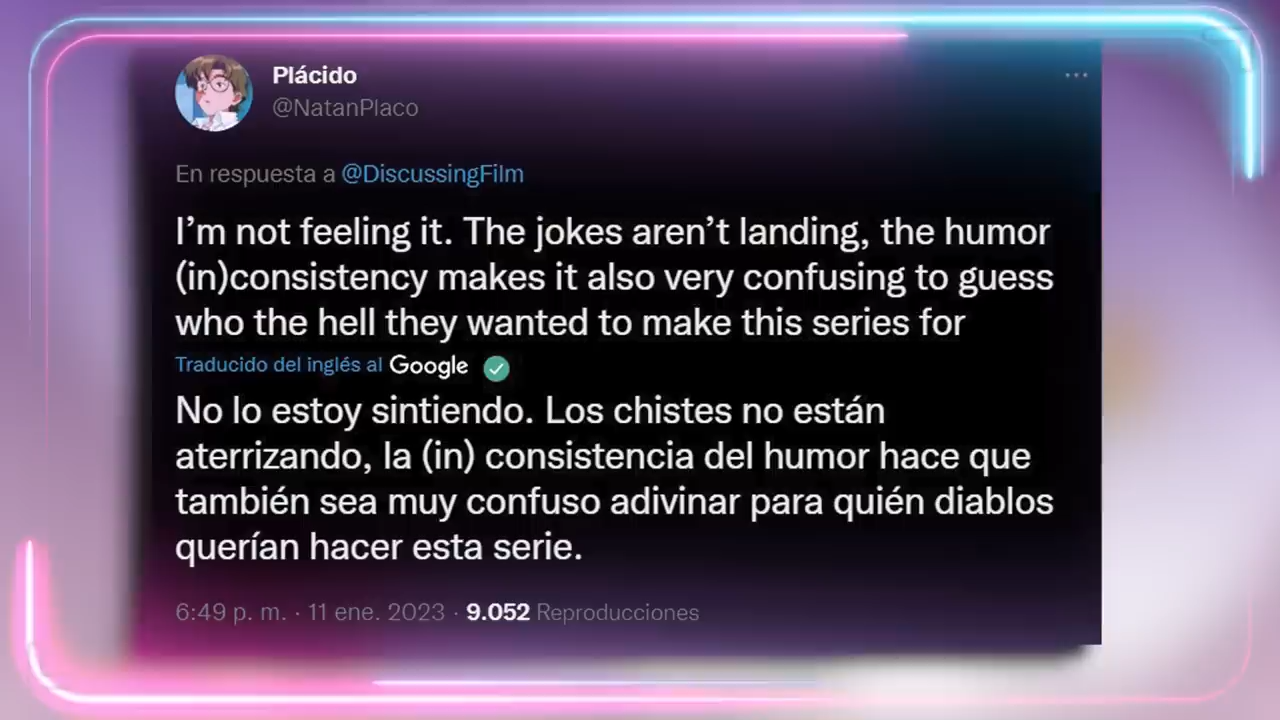 Plácido
@NatanPlaco
En respuesta a @DiscussingFilm
I’m not feeling it. The jokes aren’t landing, the humor
(in)consistency makes it also very confusing to guess
who the hell they wanted to make this series for
Traducido del inglés al Google
No lo estoy sintiendo. Los chistes no están
aterrizando, la (in) consistencia del humor hace que
también sea muy confuso adivinar para quién diablos
querían hacer esta serie.
6:49 p. m. · 11 ene. 2023 · 9.052 Reproducciones